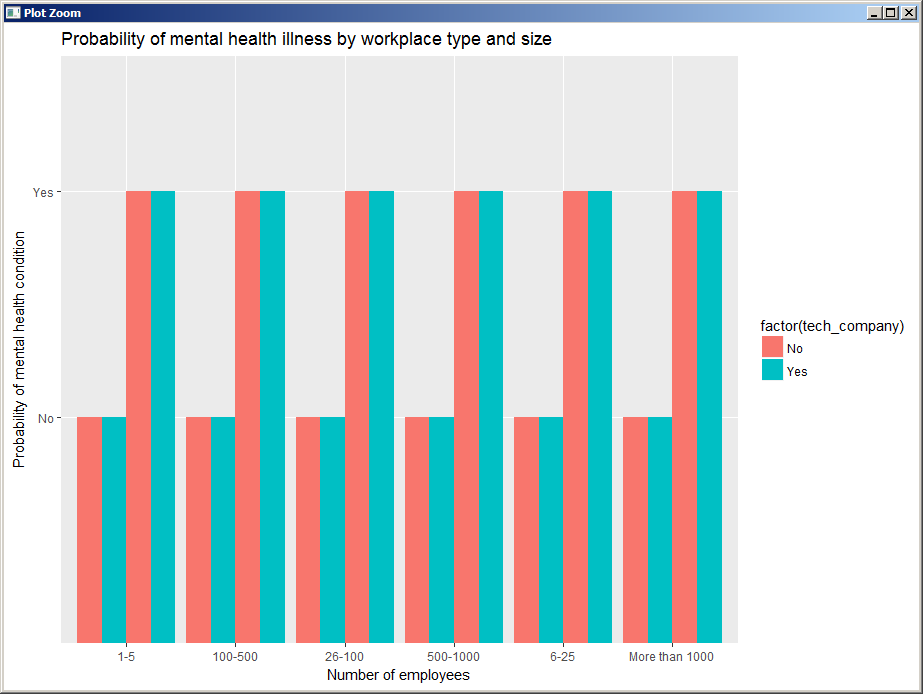 Plot Zoom
Probability of mental health illness by workplace type and size
Probability of mental health condition
Yes
No
1-5
100-500
26-100
500-1000
6-25
More than 1000
Number of employees
factor(tech_company)
No
Yes